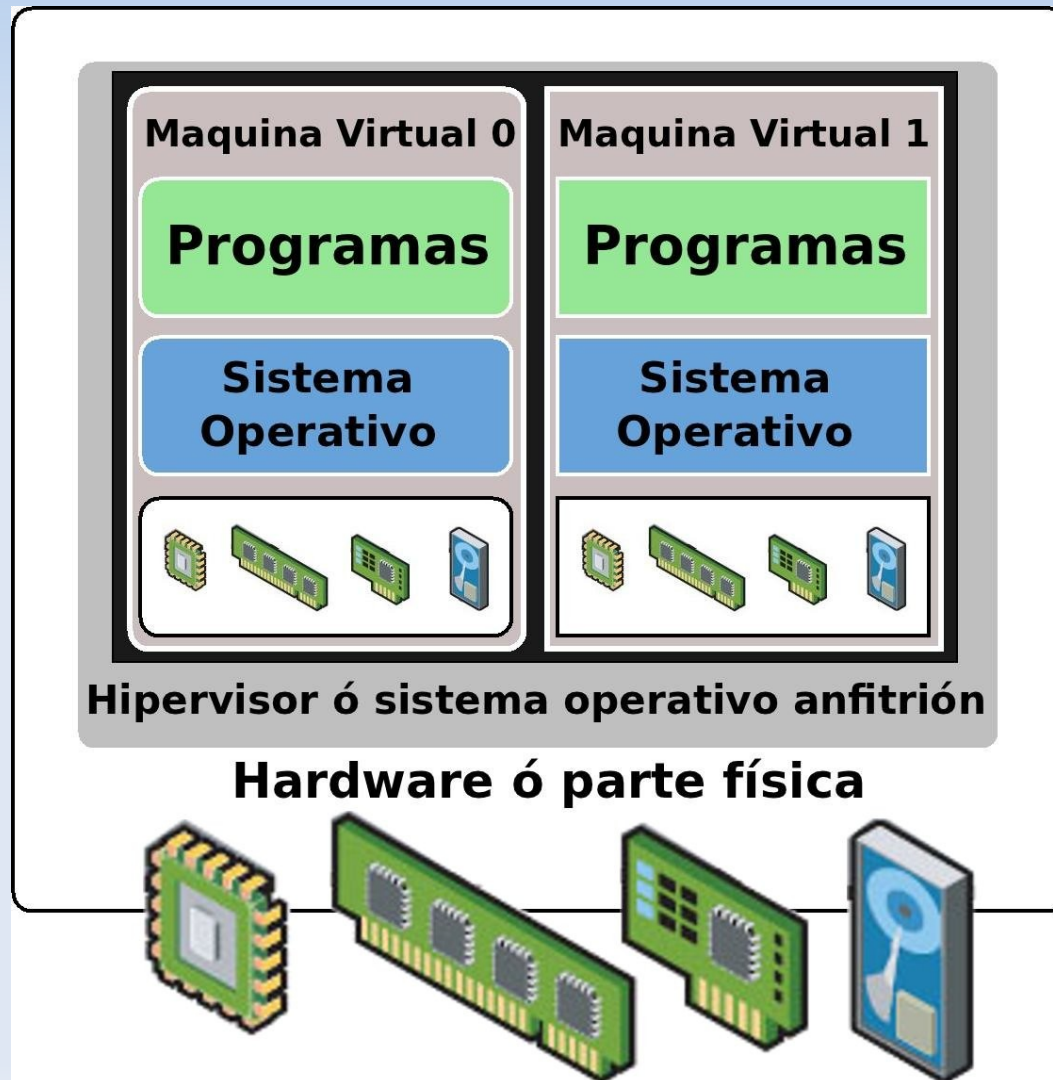 Maquina Virtual 0
Maquina Virtual 1
Programas
Programas
Sistema
Operativo
Sistema
Operativo
Hipervisor ó sistema operativo anfitrión
Hardware ó parte física